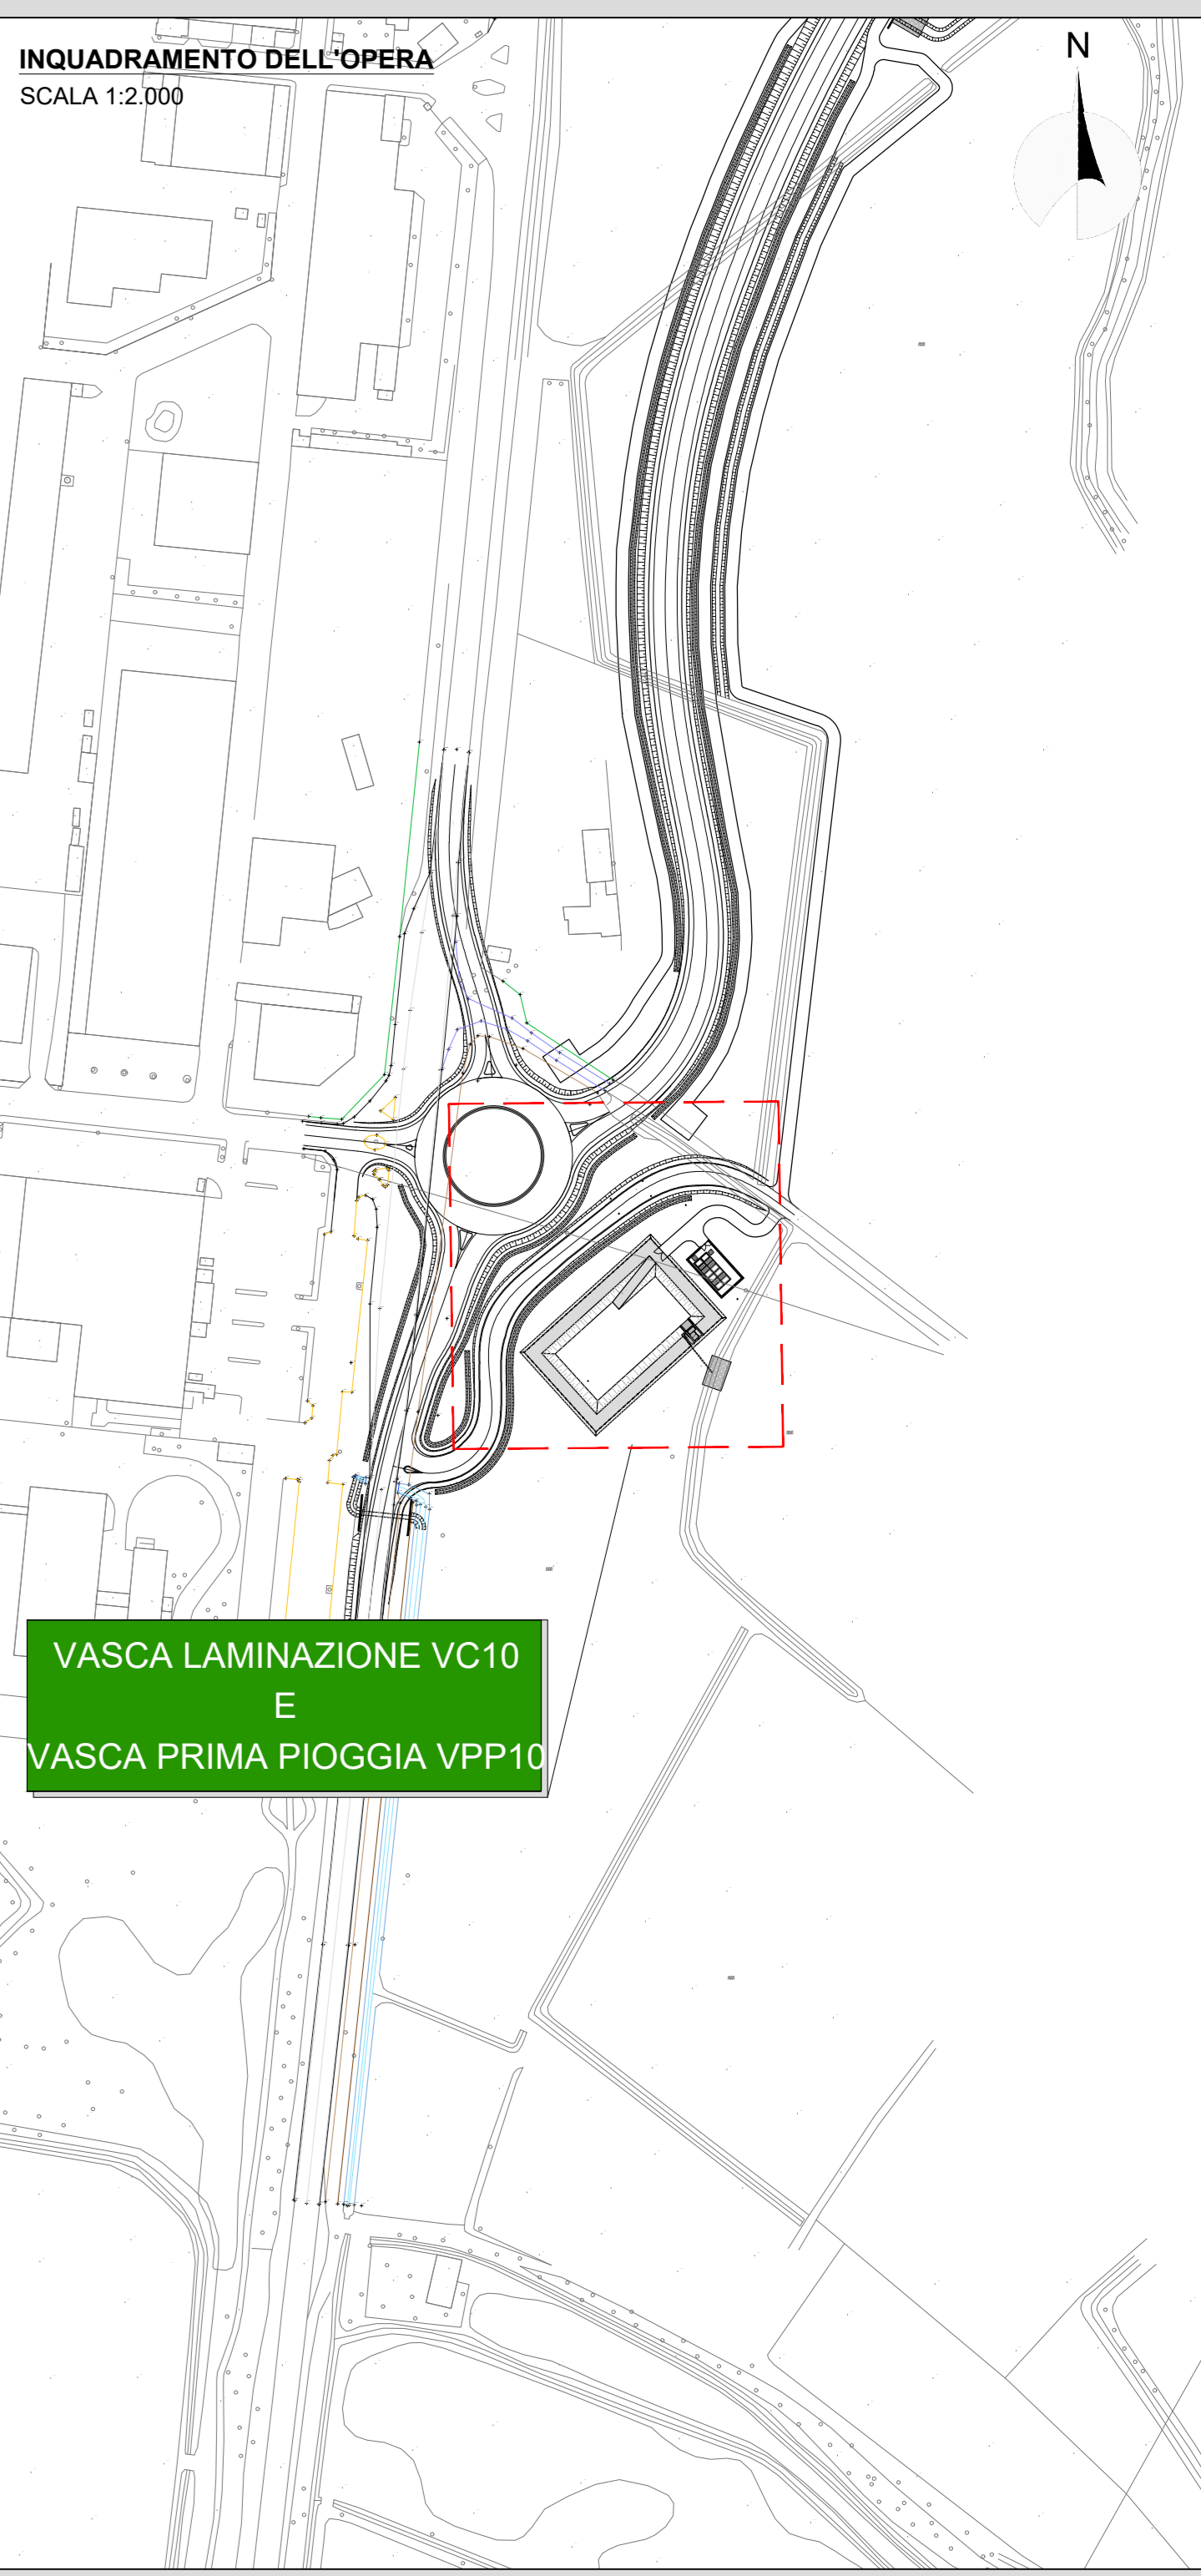 INQUADRAMENTO DELL'OPERA
SCALA 1:2.000
N
VASCA LAMINAZIONE VC10
E
VASCA PRIMA PIOGGIA VPP10